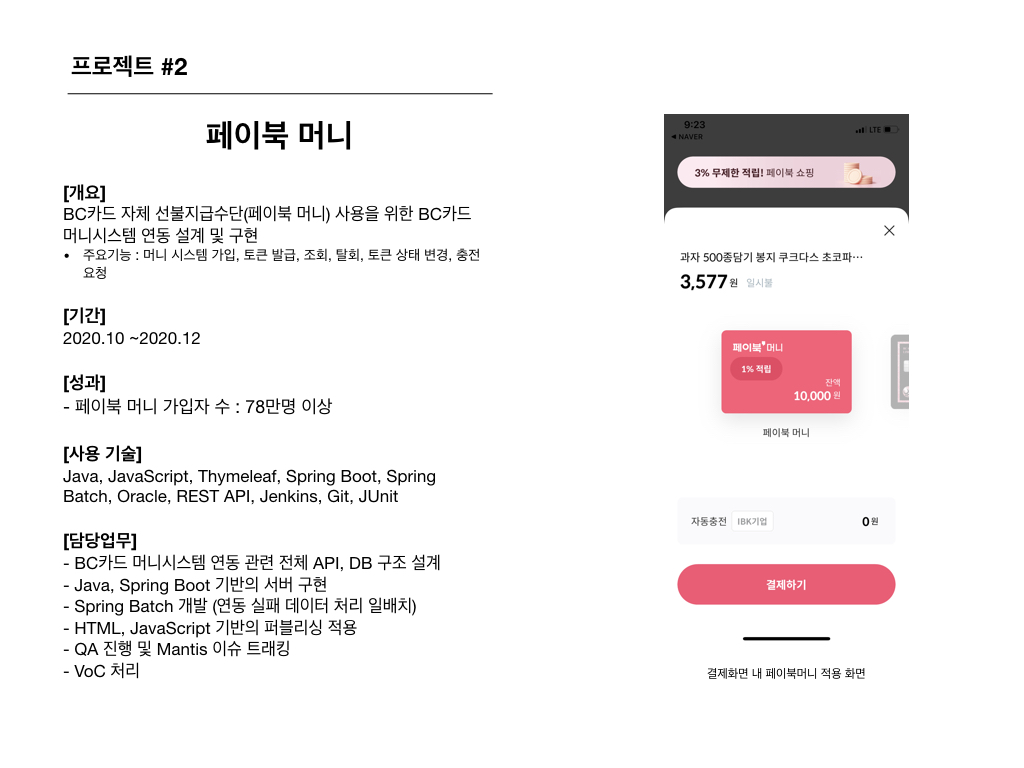 프로젝트 #2
페이북 머니
[개요]
BC카드 자체 선불지급수단(페이북 머니) 사용을 위한 BC카드
머니시스템 연동 설계 및 구현
• 주요기능 : 머니 시스템 가입, 토큰 발급, 조회, 탈회, 토큰 상태 변경, 충전
요청
[기간]
2020.10 ~2020.12
[성과]
- 페이북 머니 가입자 수 : 78만명 이상
[사용 기술]
Java, JavaScript, Thymeleaf, Spring Boot, Spring
Batch, Oracle, REST API, Jenkins, Git, JUnit
[담당업무]
- BC카드 머니시스템 연동 관련 전체 API, DB 구조 설계
- Java, Spring Boot 기반의 서버 구현
- Spring Batch 개발 (연동 실패 데이터 처리 일배치)
- HTML, JavaScript 기반의 퍼블리싱 적용
- QA 진행 및 Mantis 이슈 트래킹
- VoC 처리
9:23
LTE
◀ NAVER
3% 무제한 적립! 페이북 쇼핑
과자 500종담기 봉지 쿠크다스 초코파…
3,577원 일시불
페이북 머니
1% 적립
잔액
10,000 원
페이북 머니
자동충전 IBK기업 0원
결제하기
결제화면 내 페이북머니 적용 화면